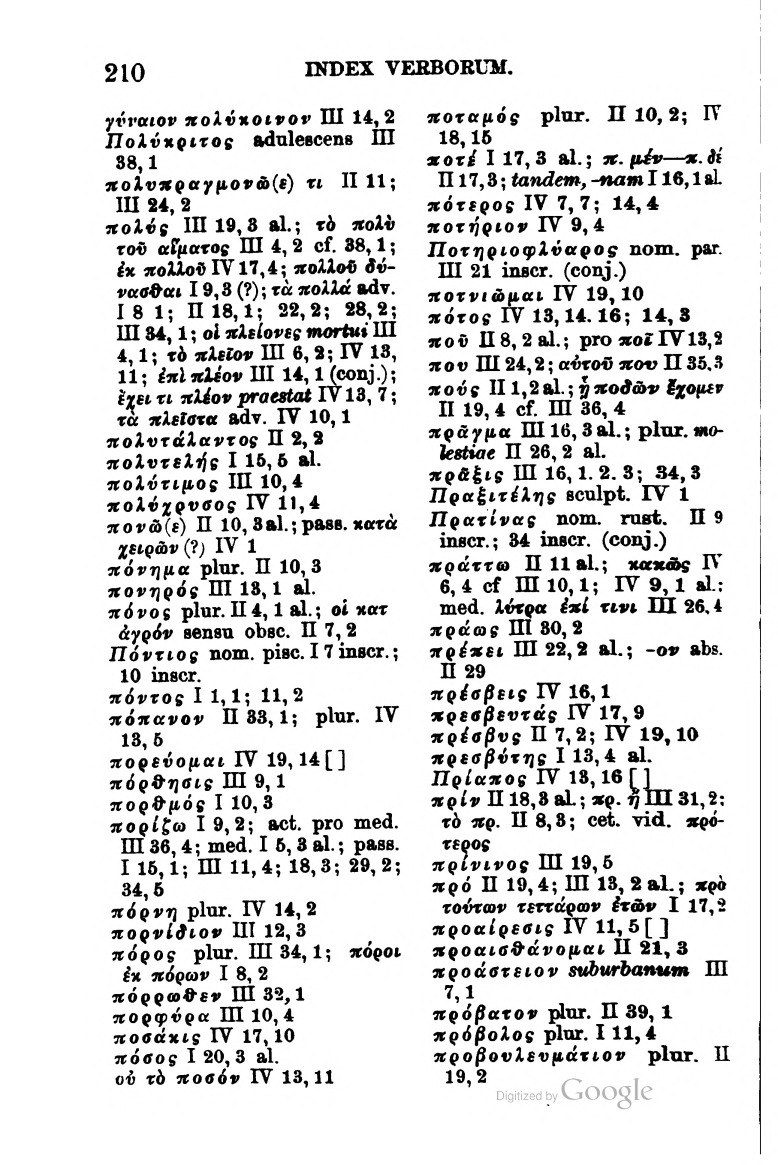 210
INDEX VERBORUM.
γύναιον πολύκοινον III 14, 2
Πολύκριτος adulescens III
38, 1
πολυπραγμονῶ(ε) τι II 11;
III 24, 2
πολύς III 19, 3 al.; τὸ πολὺ
τοῦ αἵματος III 4, 2 cf. 38, 1;
ἐκ πολλοῦ IV 17, 4; πολλοῦ δύ-
νασθαι I 9, 3 (?); τὰ πολλά adv.
I 8 1; II 18, 1; 22, 2; 28, 2;
III 34, 1; οἱ πλείονες mortui III
4, 1; τὸ πλεῖον III 6, 2; IV 13,
11; ἐπὶ πλέον III 14, 1 (conj.);
ἔχει τι πλέον praestat IV 13, 7;
τὰ πλεῖστα adv. IV 10, 1
πολυτάλαντος II 2, 2
πολυτελής I 15, 5 al.
πολύτιμος III 10, 4
πολύχρυσος IV 11, 4
πονῶ(ε) II 10, 3 al.; pass. κατὰ
χειρῶν (?) IV 1
πόνημα plur. II 10, 3
πονηρός III 13, 1 al.
πόνος plur. II 4, 1 al.; οἱ κατ
ἀγρόν sensu obsc. II 7, 2
Πόντιος nom. pisc. I 7 inscr.;
10 inscr.
πόντος I 1, 1; 11, 2
πόπανον II 33, 1; plur. IV
13, 5
πορεύομαι IV 19, 14 [ ]
πόρθησις III 9, 1
πορθμός I 10, 3
πορίζω I 9, 2; act. pro med.
III 36, 4; med. I 5, 3 al.; pass.
I 15, 1; III 11, 4; 18, 3; 29, 2;
34, 5
πόρνη plur. IV 14, 2
πορνίδιον III 12, 3
πόρος plur. III 34, 1; πόροι
ἐκ πόρων I 8, 2
πόρρωθεν III 32, 1
πορφύρα III 10, 4
ποσάκις IV 17, 10
πόσος I 20, 3 al.
οὐ τὸ ποσόν IV 13, 11
ποταμός plur. II 10, 2; IV
18, 15
ποτέ I 17, 3 al.; π. μέν—π. δέ
II 17, 3; tandem, -nam I 16, 1 al.
πότερος IV 7, 7; 14, 4
ποτήριον IV 9, 4
Ποτηριοφλύαρος nom. par.
III 21 inscr. (conj.)
ποτνιῶμαι IV 19, 10
πότος IV 13, 14. 16; 14, 3
ποῦ II 8, 2 al.; pro ποῖ IV 13, 2
που III 24, 2; αὐτοῦ που II 35, 3
πούς II 1, 2 al.; ᾗ ποδῶν ἔχομεν
II 19, 4 cf. III 36, 4
πρᾶγμα III 16, 3 al.; plur. mo-
lestiae II 26, 2 al.
πρᾶξις III 16, 1. 2. 3; 34, 3
Πραξιτέλης sculpt. IV 1
Πρατίνας nom. rust. II 9
inscr.; 34 inscr. (conj.)
πράττω II 11 al.; κακῶς IV
6, 4 cf III 10, 1; IV 9, 1 al.:
med. λύτρα ἐπί τινι III 26, 4
πράως III 30, 2
πρέπει III 22, 2 al.; -ον abs.
II 29
πρέσβεις IV 16, 1
πρεσβευτάς IV 17, 9
πρέσβυς II 7, 2; IV 19, 10
πρεσβύτης I 13, 4 al.
Πρίαπος IV 13, 16 [ ]
πρίν II 18, 3 al.; πρ. ἤ III 31, 2:
τὸ πρ. II 8, 3; cet. vid. πρό-
τερος
πρίνινος III 19, 5
πρό II 19, 4; III 13, 2 al.; πρὸ
τούτων τεττάρων ἐτῶν I 17, 2
προαίρεσις IV 11, 5 [ ]
προαισθάνομαι II 21, 3
προάστειον suburbanum III
7, 1
πρόβατον plur. II 39, 1
πρόβολος plur. I 11, 4
προβουλευμάτιον plur. II
19, 2
Digitized by Google